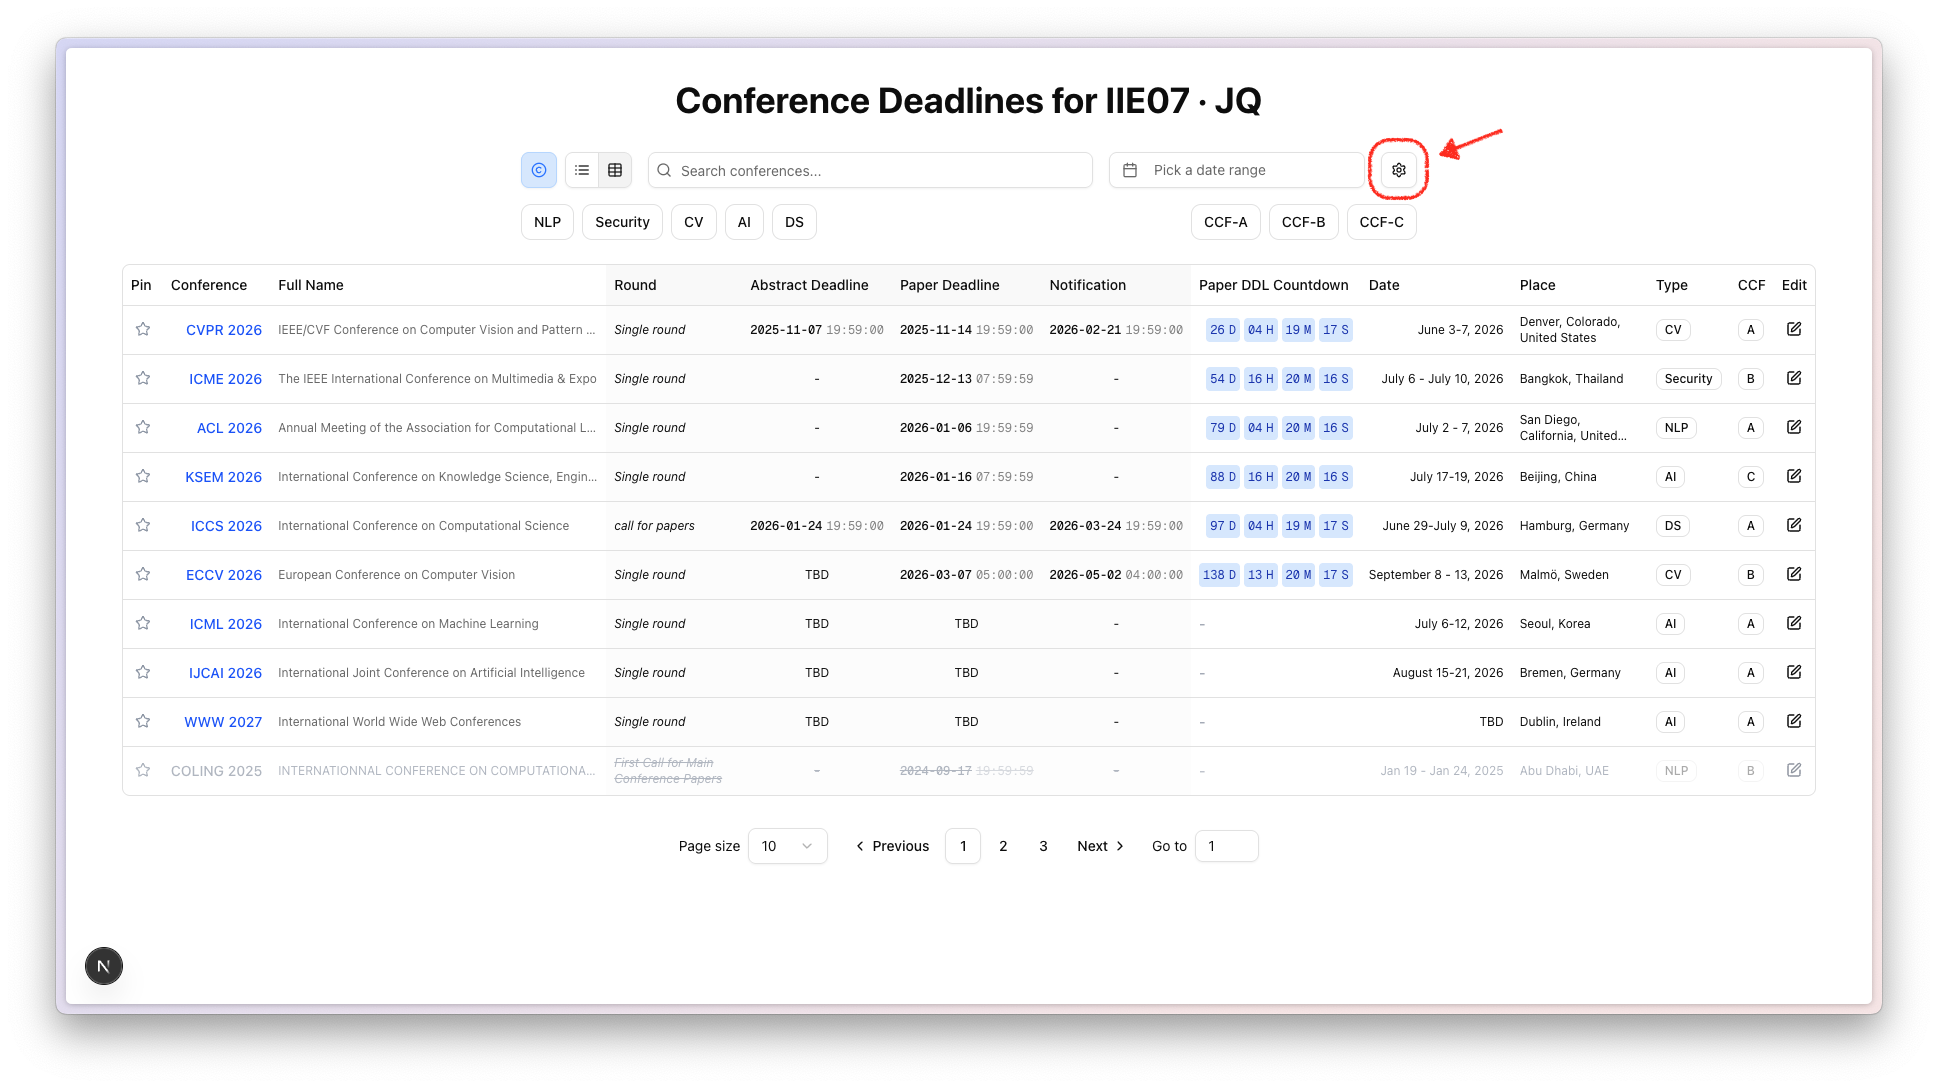 Conference Deadlines for IIE07 · JQ
Search conferences...
Pick a date range
NLP Security CV AI DS CCF-A CCF-B CCF-C
Pin Conference Full Name Round Abstract Deadline Paper Deadline Notification Paper DDL Countdown Date Place Type CCF Edit
CVPR 2026 IEEE/CVF Conference on Computer Vision and Pattern ... Single round 2025-11-07 19:59:00 2025-11-14 19:59:00 2026-02-21 19:59:00 26 D 04 H 19 M 17 S June 3-7, 2026 Denver, Colorado,
United States CV A
ICME 2026 The IEEE International Conference on Multimedia & Expo Single round - 2025-12-13 07:59:59 - 54 D 16 H 20 M 16 S July 6 - July 10, 2026 Bangkok, Thailand Security B
ACL 2026 Annual Meeting of the Association for Computational L... Single round - 2026-01-06 19:59:59 - 79 D 04 H 20 M 16 S July 2 - 7, 2026 San Diego,
California, United... NLP A
KSEM 2026 International Conference on Knowledge Science, Engin... Single round - 2026-01-16 07:59:59 - 88 D 16 H 20 M 16 S July 17-19, 2026 Beijing, China AI C
ICCS 2026 International Conference on Computational Science call for papers 2026-01-24 19:59:00 2026-01-24 19:59:00 2026-03-24 19:59:00 97 D 04 H 19 M 17 S June 29-July 9, 2026 Hamburg, Germany DS A
ECCV 2026 European Conference on Computer Vision Single round TBD 2026-03-07 05:00:00 2026-05-02 04:00:00 138 D 13 H 20 M 17 S September 8 - 13, 2026 Malmö, Sweden CV B
ICML 2026 International Conference on Machine Learning Single round TBD TBD - - July 6-12, 2026 Seoul, Korea AI A
IJCAI 2026 International Joint Conference on Artificial Intelligence Single round TBD TBD - - August 15-21, 2026 Bremen, Germany AI A
WWW 2027 International World Wide Web Conferences Single round TBD TBD - - TBD Dublin, Ireland AI A
COLING 2025 INTERNATIONNAL CONFERENCE ON COMPUTATIONA... First Call for Main
Conference Papers - 2024-09-17 19:59:59 - - Jan 19 - Jan 24, 2025 Abu Dhabi, UAE NLP B
Page size 10 Previous 1 2 3 Next Go to 1
N